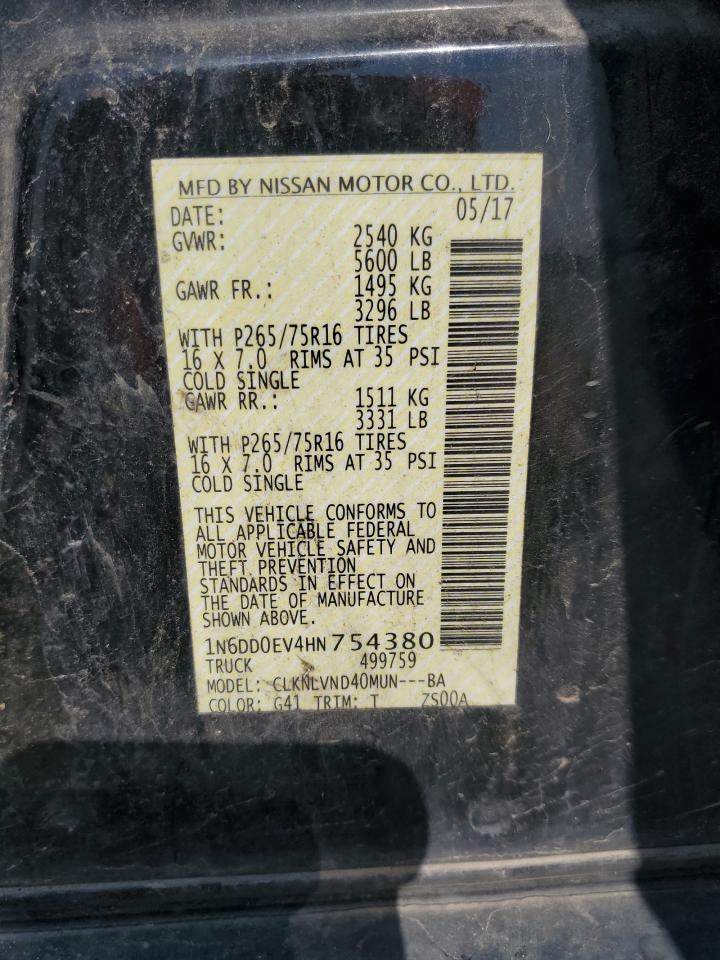 MFD BY NISSAN MOTOR CO., LTD.
DATE: 05/17
GVWR: 2540 KG
5600 LB
GAWR FR.: 1495 KG
3296 LB
WITH P265/75R16 TIRES
16 X 7.0 RIMS AT 35 PSI
COLD SINGLE
GAWR RR.: 1511 KG
3331 LB
WITH P265/75R16 TIRES
16 X 7.0 RIMS AT 35 PSI
COLD SINGLE
THIS VEHICLE CONFORMS TO
ALL APPLICABLE FEDERAL
MOTOR VEHICLE SAFETY AND
THEFT PREVENTION
STANDARDS IN EFFECT ON
THE DATE OF MANUFACTURE
SHOWN ABOVE.
1N6DD0EV4HN754380
TRUCK 499759
MODEL: CLKNLVND40MUN---BA
COLOR: G41 TRIM: T ZS00A